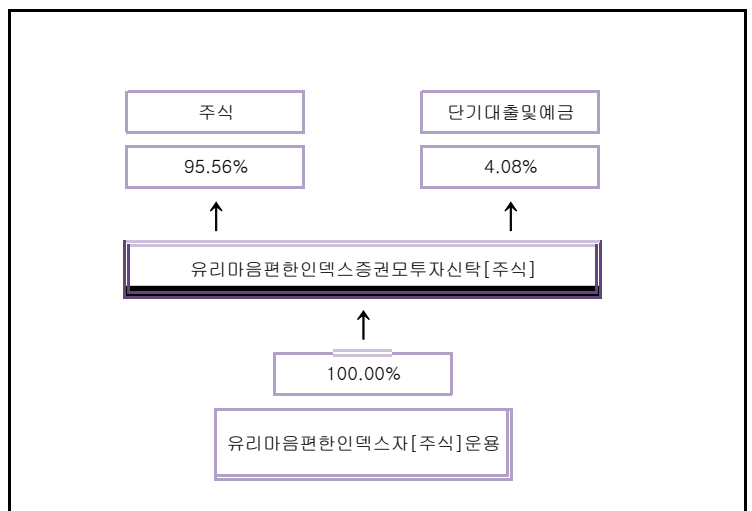 주식
단기대출및예금
95.56%
4.08%
↑
↑
유리마음편한인덱스증권모투자신탁[주식]
↑
100.00%
유리마음편한인덱스자[주식]운용